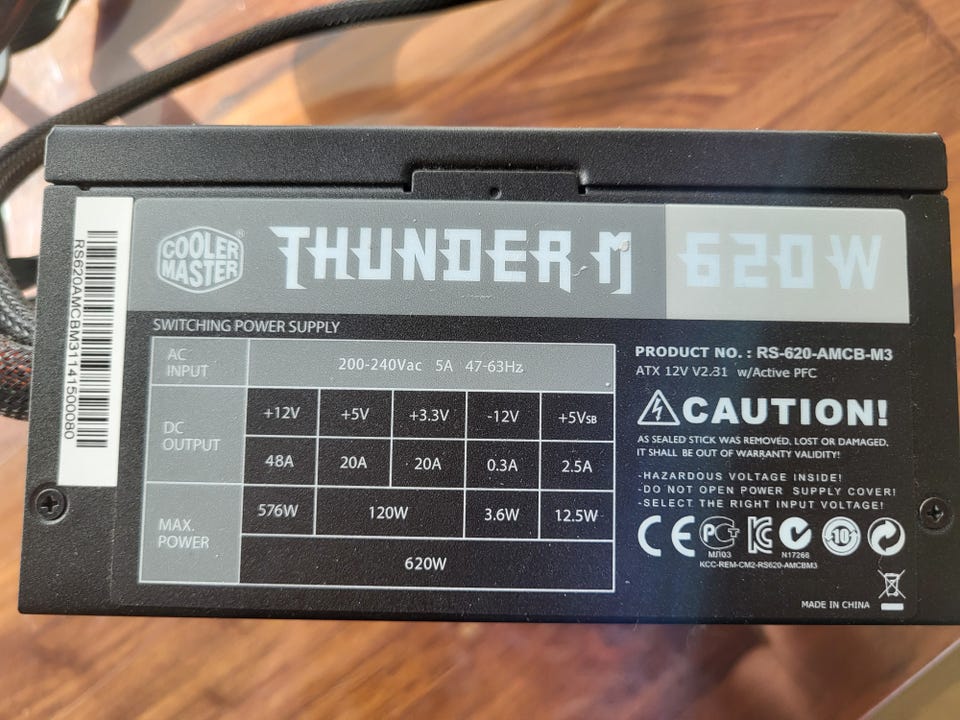 COOLER MASTER®
THUNDER M
620W
RS620AMCBM31141500080
SWITCHING POWER SUPPLY
AC INPUT
200-240Vac 5A 47-63Hz
DC OUTPUT
+12V +5V +3.3V -12V +5VSB
48A 20A 20A 0.3A 2.5A
MAX. POWER
576W 120W 3.6W 12.5W
620W
PRODUCT NO. : RS-620-AMCB-M3
ATX 12V V2.31 w/Active PFC
CAUTION!
AS SEALED STICK WAS REMOVED, LOST OR DAMAGED,
IT SHALL BE OUT OF WARRANTY VALIDITY!
-HAZARDOUS VOLTAGE INSIDE!
-DO NOT OPEN POWER SUPPLY COVER!
-SELECT THE RIGHT INPUT VOLTAGE!
CE
10
МЛ03
N17266
KCC-REM-CM2-RS620-AMCBM3
MADE IN CHINA